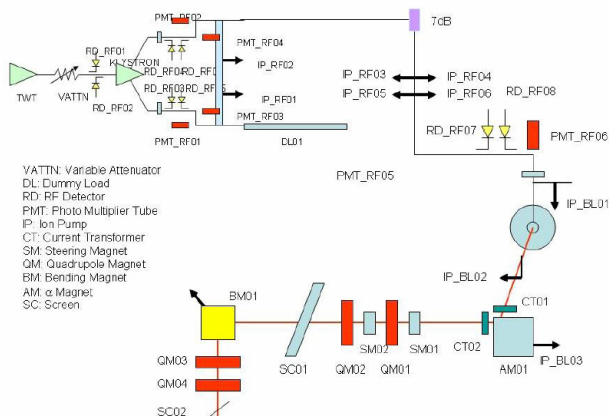 PMT_RF02
7dB
RD_RF01
KLYSTRON
PMT_RF04
IP_RF02
IP_RF03
IP_RF04
TWT
VATTN
RD_RF04
IP_RF05
IP_RF06
RD_RF08
RD_RF03
IP_RF01
RD_RF02
RD_RF07
PMT_RF03
PMT_RF01
DL01
PMT_RF06
PMT_RF05
VATTN: Variable Attenuator
DL: Dummy Load
RD: RF Detector
PMT: Photo Multiplier Tube
IP: Ion Pump
CT: Current Transformer
SM: Steering Magnet
QM: Quadrupole Magnet
BM: Bending Magnet
AM: α Magnet
SC: Screen
IP_BL01
IP_BL02
BM01
CT01
SM02
SM01
CT02
IP_BL03
QM03
SC01
QM02
QM01
AM01
QM04
SC02